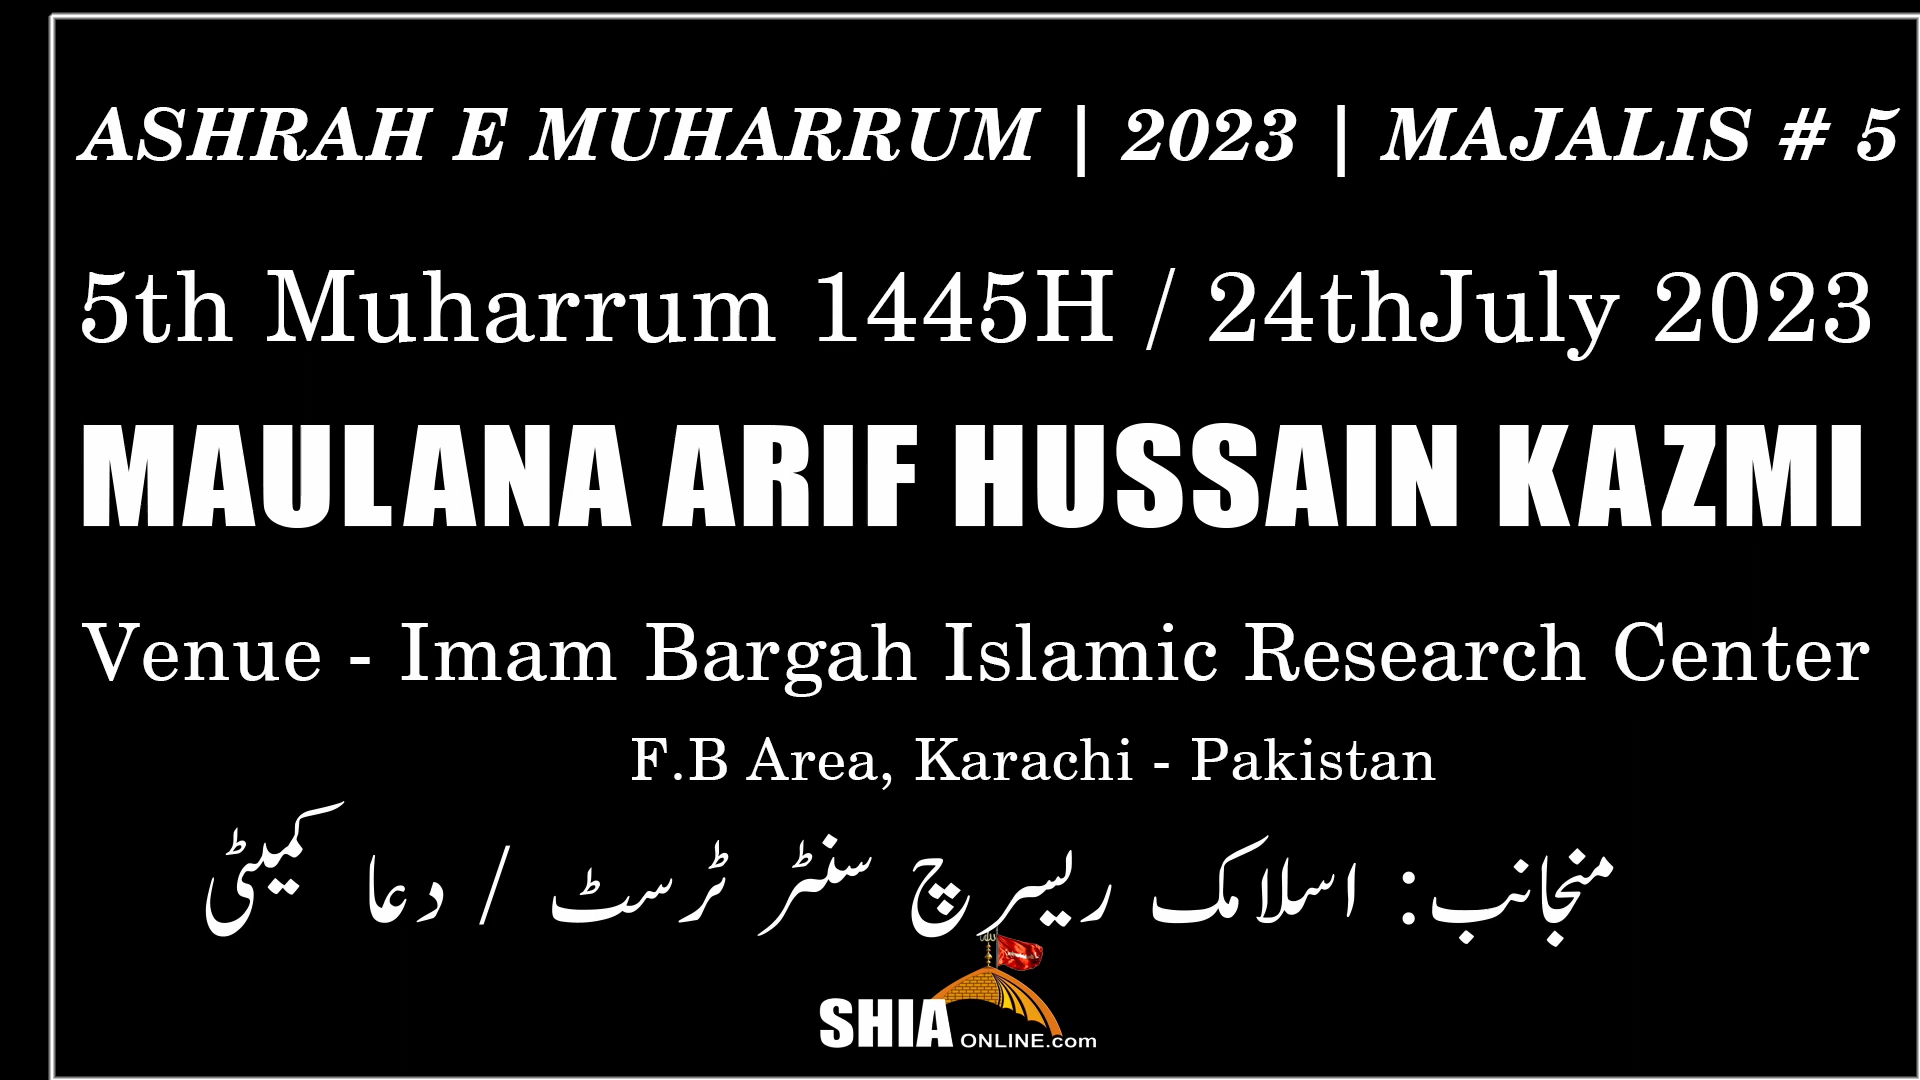 ASHRAH E MUHARRUM | 2023 | MAJALIS # 5
5th Muharrum 1445H / 24thJuly 2023
MAULANA ARIF HUSSAIN KAZMI
Venue - Imam Bargah Islamic Research Center
F.B Area, Karachi - Pakistan
منجانب: اسلامک ریسرچ سنٹر ٹرسٹ / دعا کمیٹی
SHIA ONLINE.com